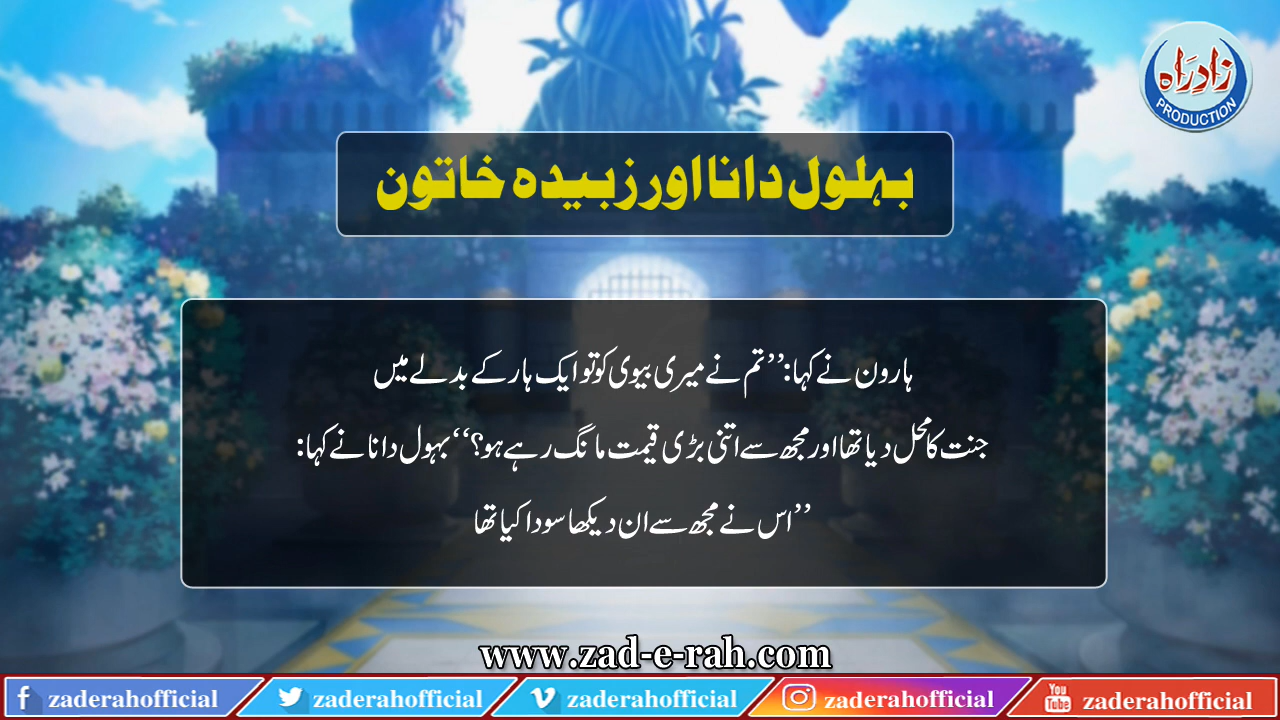 زادِرَاہ
PRODUCTION
بہلول دانا اور زبیدہ خاتون
ہارون نے کہا: ’’تم نے میری بیوی کو تو ایک ہار کے بدلے میں
جنت کا محل دیا تھا اور مجھ سے اتنی بڑی قیمت مانگ رہے ہو؟‘‘ بہول دانا نے کہا:
’’اس نے مجھ سے ان دیکھا سودا کیا تھا
www.zad-e-rah.com
zaderahofficial zaderahofficial zaderahofficial zaderahofficial You Tube zaderahofficial